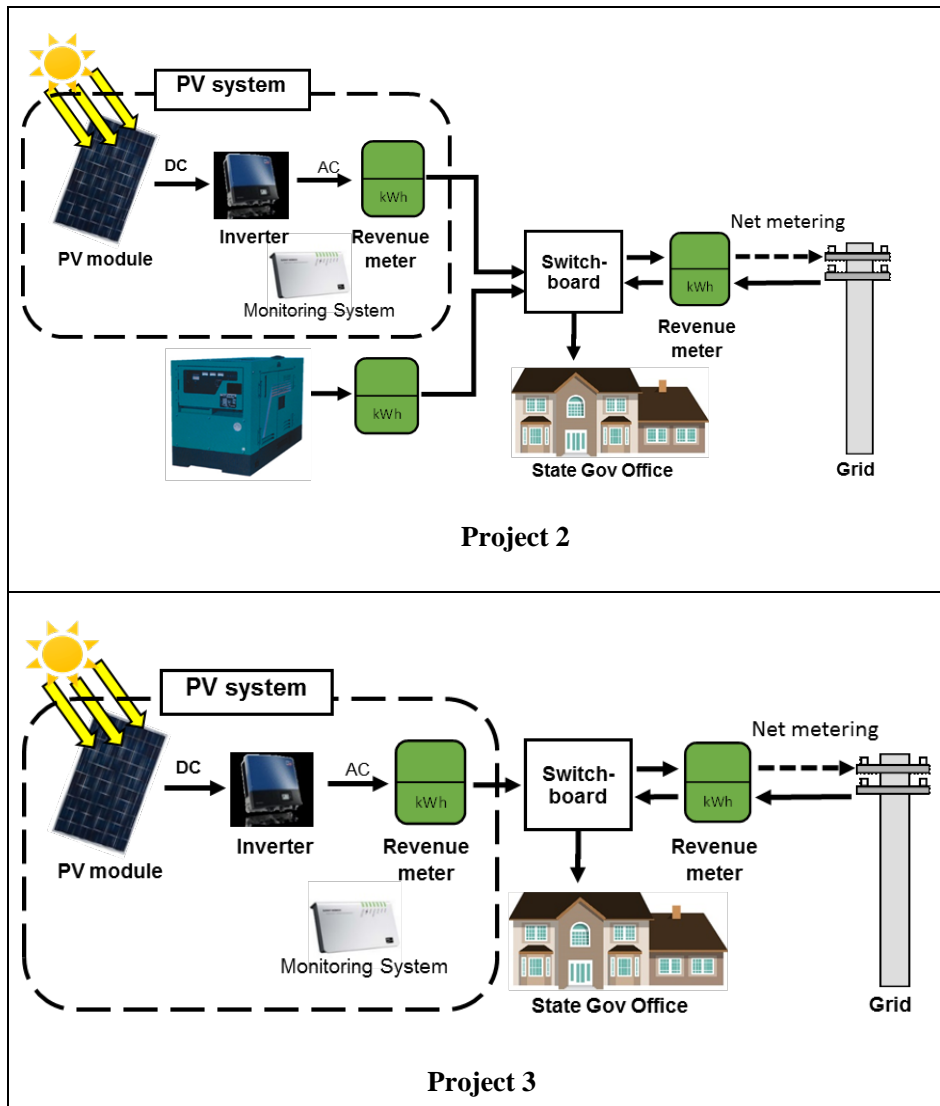 PV system
DC
AC
kWh
PV module
Inverter
Revenue
meter
Monitoring System
Switch-
board
Net metering
kWh
Revenue
meter
kWh
State Gov Office
Grid
Project 2
PV system
DC
AC
kWh
PV module
Inverter
Revenue
meter
Monitoring System
Switch-
board
Net metering
kWh
Revenue
meter
State Gov Office
Grid
Project 3